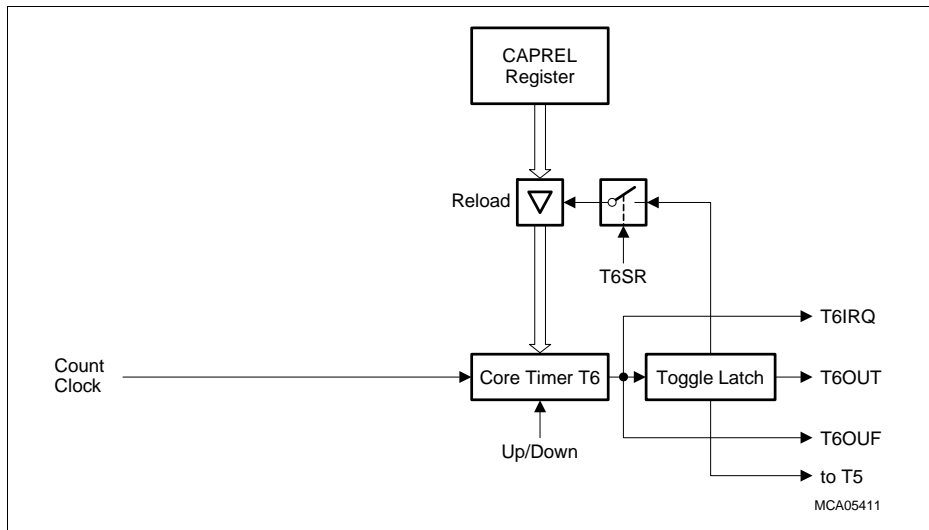 CAPREL
Register
Reload
T6SR
T6IRQ
Count
Clock
Core Timer T6
Toggle Latch
T6OUT
Up/Down
T6OUF
to T5
MCA05411